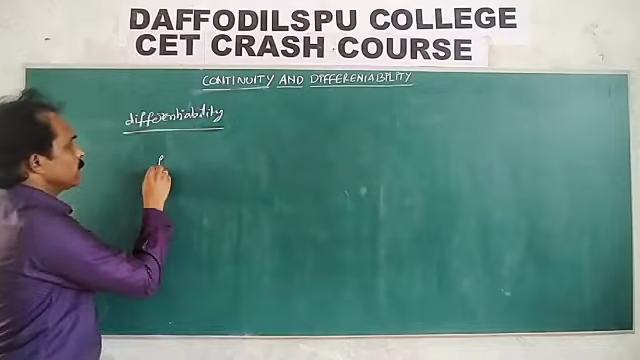 DAFFODILSPU COLLEGE
CET CRASH COURSE
CONTINUITY AND DIFFERENIABILITY
differentiability